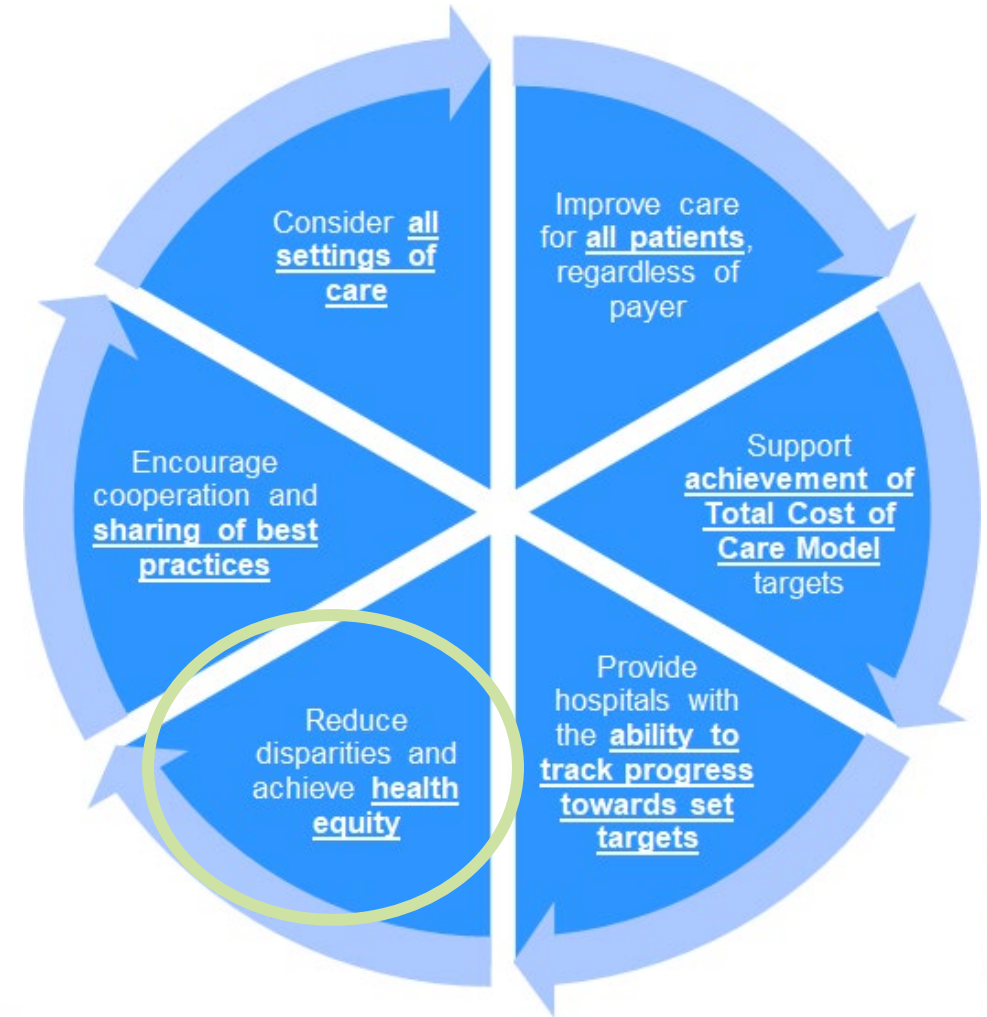 Improve care
for all patients,
regardless of
payer
Support
achievement of
Total Cost of
Care Model
targets
Provide
hospitals with
the ability to
track progress
towards set
targets
Reduce
disparities and
achieve health
equity
Encourage
cooperation and
sharing of best
practices
Consider all
settings of
care